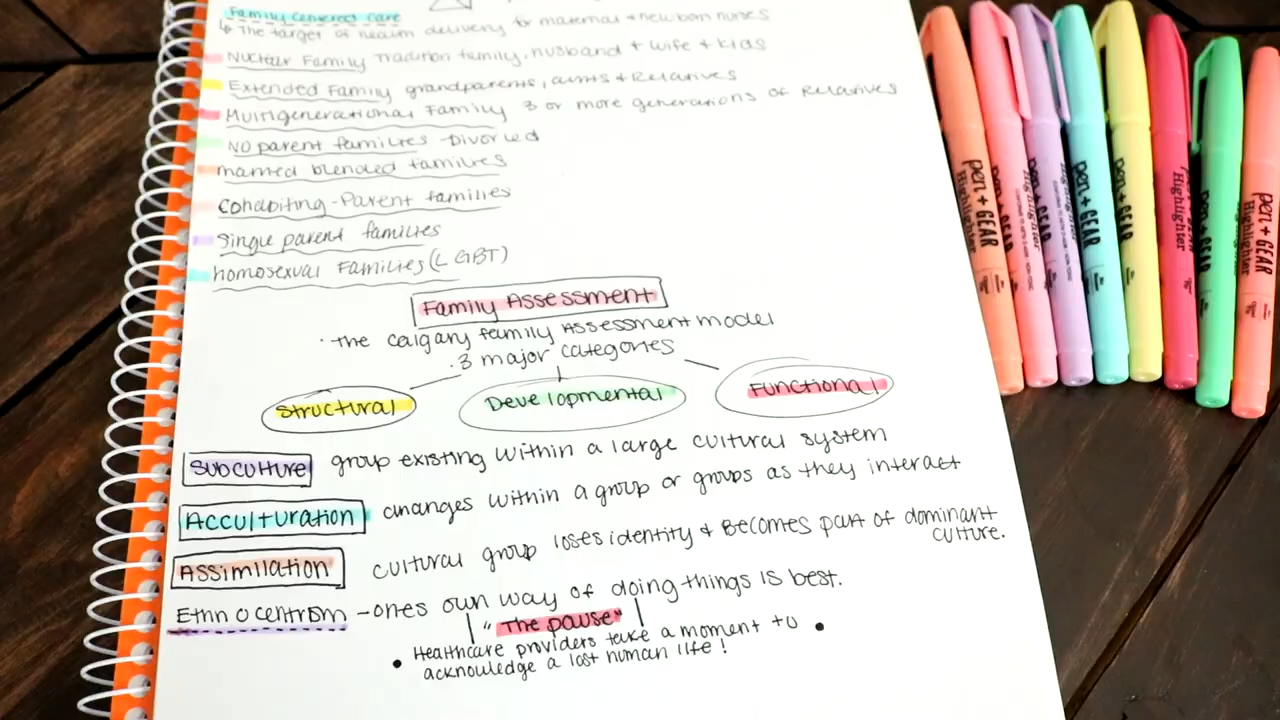 Family centered care
↳ The target of health delivery for maternal & newborn nurses
Nuclear Family Tradition family, husband & wife & kids
Extended Family grandparents, aunts & Relatives
Multigenerational Family 3 or more generations of Relatives
NO parent families - Divorced
married blended families
Cohabiting-Parent families
Single parent families
homosexual Families (LGBT)
Family Assessment
· The calgary family Assessment model
· 3 major categories
Structural Developmental Functional
Subculture group existing within a large cultural system
Acculturation changes within a group or groups as they interact
Assimilation cultural group loses identity & Becomes part of dominant
culture.
Ethnocentrism - ones own way of doing things is best.
"The pause"
• Healthcare providers take a moment to •
acknowledge a lost human life!
pen + GEAR
Highlighter
pen + GEAR
pen + GEAR
pen + GEAR
pen + GEAR
Highlighter
pen + GEAR
Highlighter
pen + GEAR
Highlighter